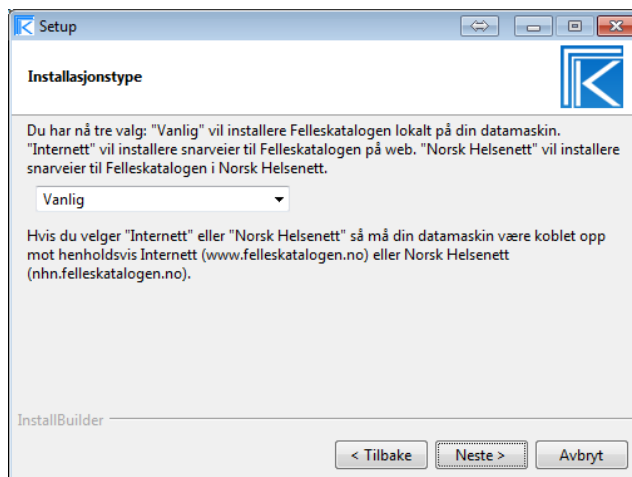 Setup
Installasjonstype
Du har nå tre valg: "Vanlig" vil installere Felleskatalogen lokalt på din datamaskin.
"Internett" vil installere snarveier til Felleskatalogen på web. "Norsk Helsenett" vil installere
snarveier til Felleskatalogen i Norsk Helsenett.
Vanlig
Hvis du velger "Internett" eller "Norsk Helsenett" så må din datamaskin være koblet opp
mot henholdsvis Internett (www.felleskatalogen.no) eller Norsk Helsenett
(nhn.felleskatalogen.no).
InstallBuilder
< Tilbake Neste > Avbryt